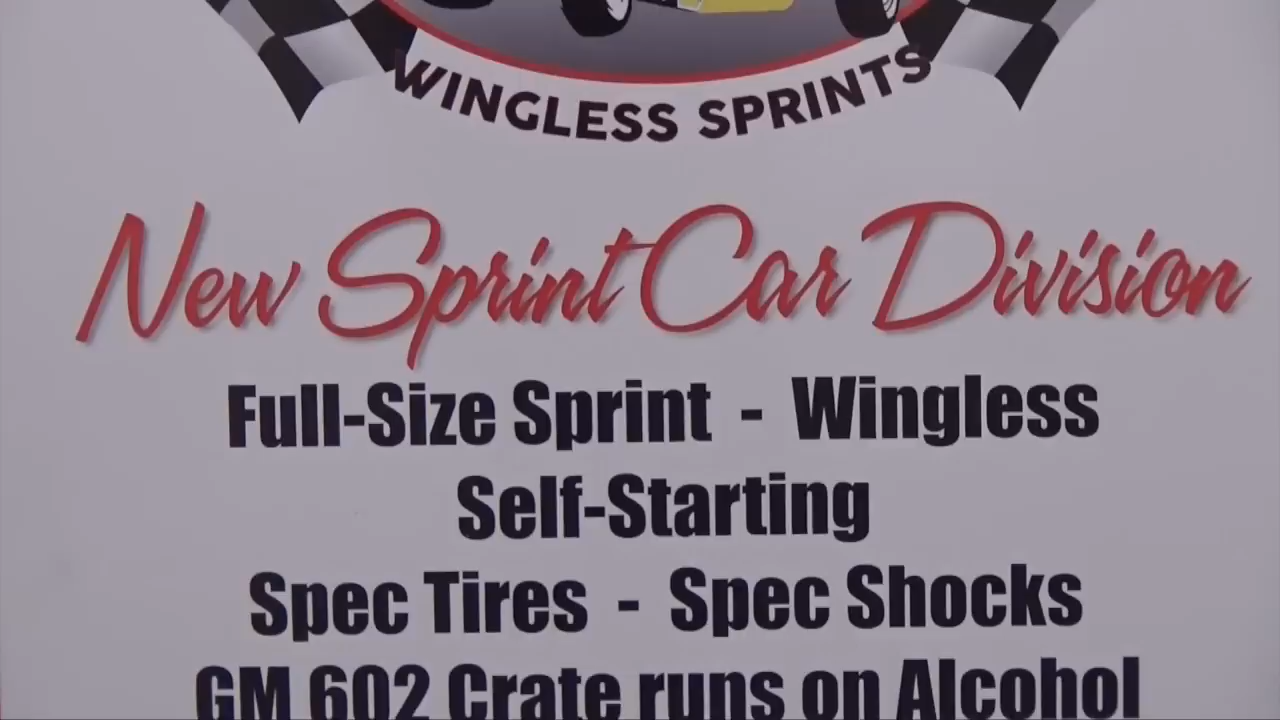 WINGLESS SPRINTS
New Sprint Car Division
Full-Size Sprint - Wingless
Self-Starting
Spec Tires - Spec Shocks
GM 602 Crate runs on Alcohol